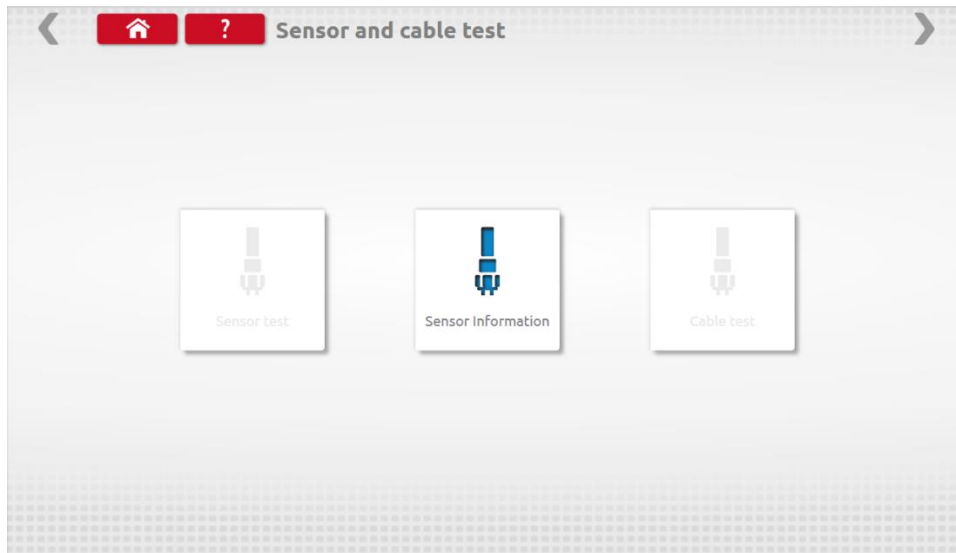 ? Sensor and cable test
Sensor test
Sensor Information
Cable test